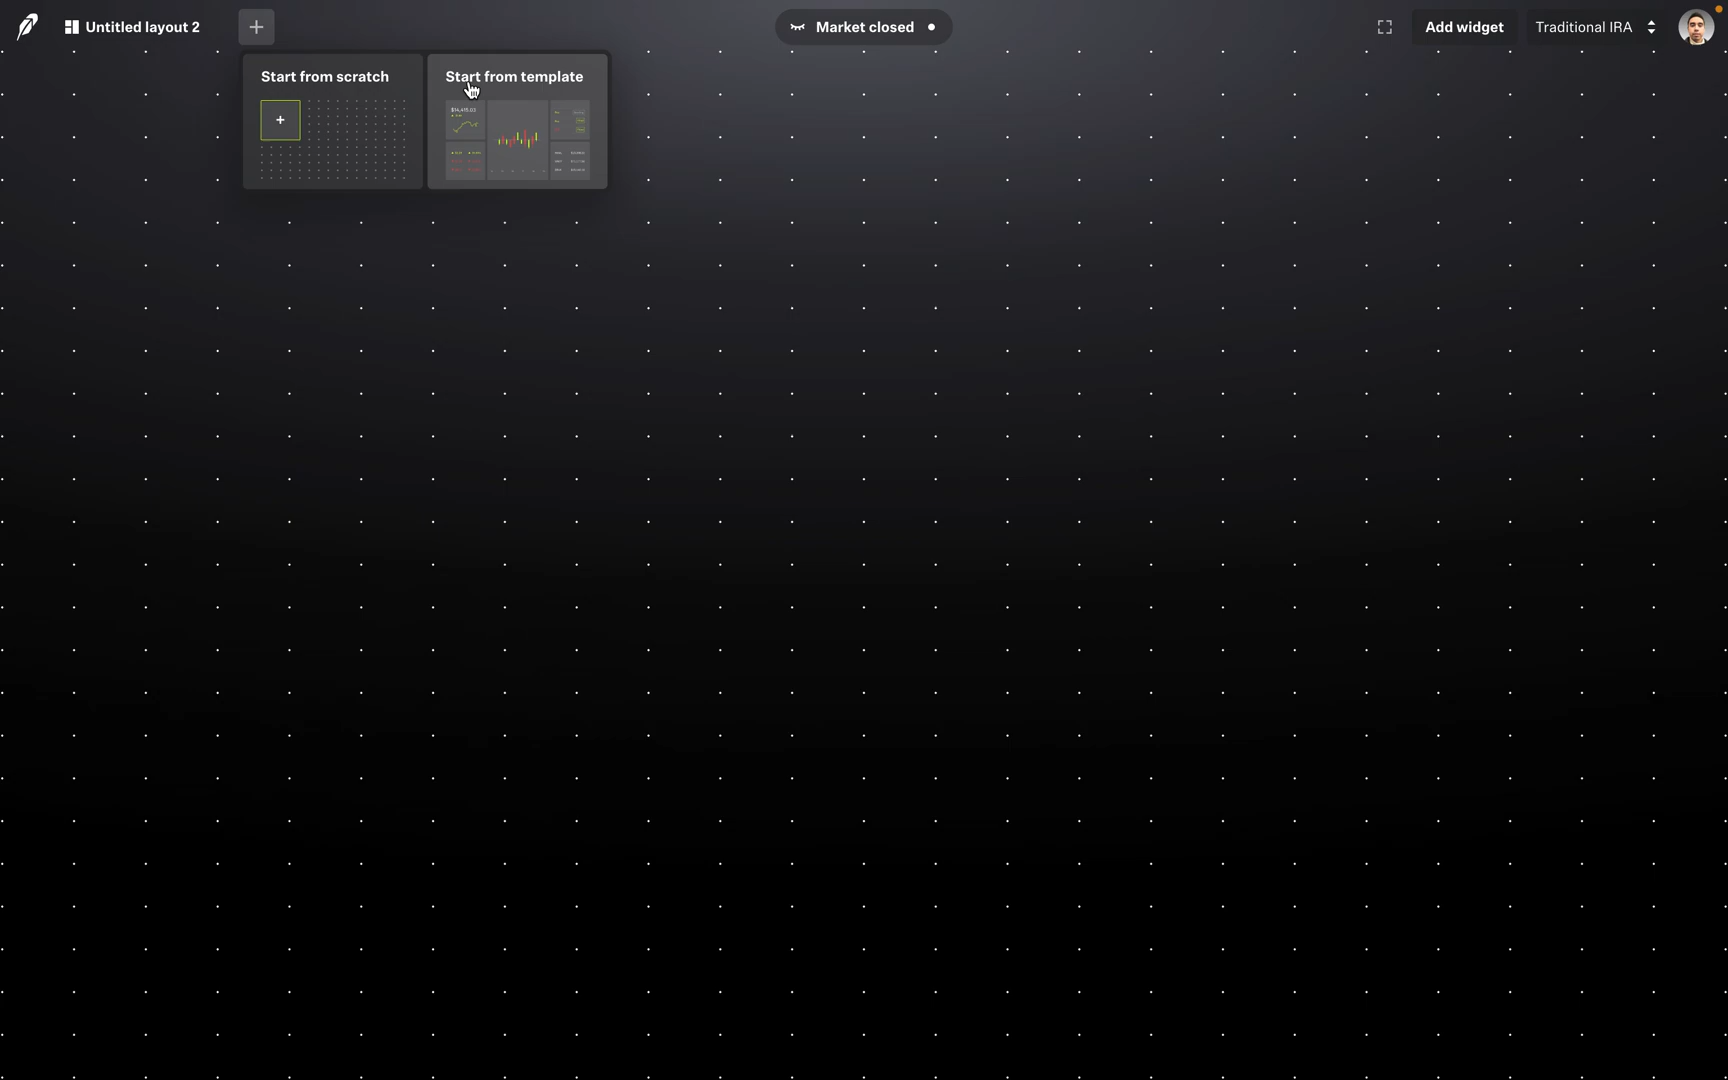 Untitled layout 2
Market closed
Add widget
Traditional IRA
Start from scratch
Start from template